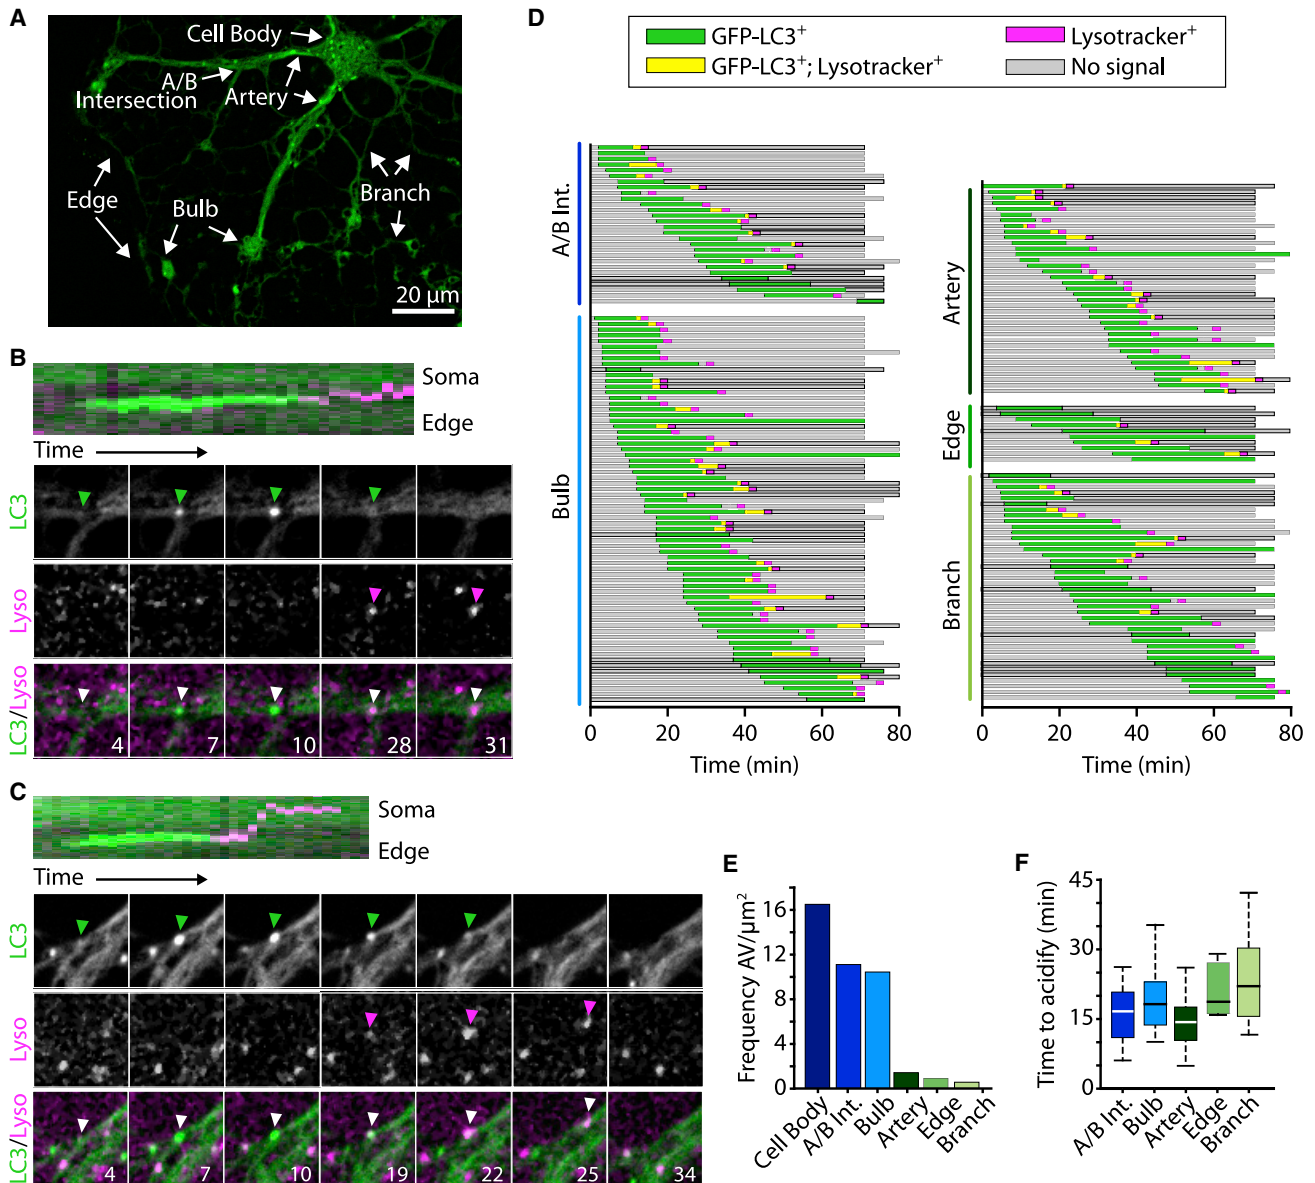 A
Cell Body
A/B
Intersection
Artery
Edge
Bulb
Branch
20 µm
B
Soma
Edge
Time
LC3
Lyso
LC3/Lyso
4
7
10
28
31
C
Soma
Edge
Time
LC3
Lyso
LC3/Lyso
4
7
10
19
22
25
34
D
GFP-LC3⁺
Lysotracker⁺
GFP-LC3⁺; Lysotracker⁺
No signal
A/B Int.
Bulb
0
20
40
60
80
Time (min)
Artery
Edge
Branch
0
20
40
60
80
Time (min)
E
Frequency AV/µm²
16
12
8
4
0
Cell Body
A/B Int.
Bulb
Artery
Edge
Branch
F
Time to acidify (min)
45
30
15
0
A/B Int.
Bulb
Artery
Edge
Branch